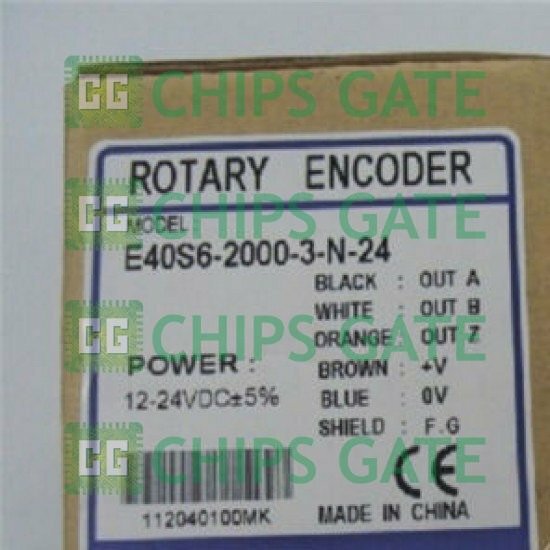 CG CHIPS GATE
ROTARY ENCODER
CG CHIPS GATE
MODEL
E40S6-2000-3-N-24
BLACK : OUT A
WHITE : OUT B
CG CHIPS GATE
ORANGE: OUT Z
POWER :
BROWN : +V
12-24VDC±5%
BLUE : 0V
SHIELD : F.G
CG CHIPS GATE
CE
112040100MK
MADE IN CHINA